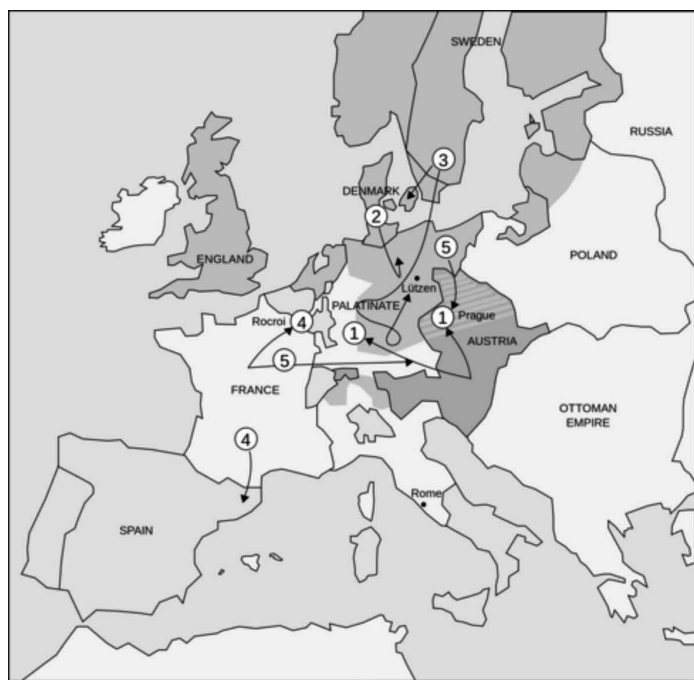 SWEDEN
RUSSIA
3
DENMARK
2
ENGLAND
5
POLAND
Lützen
PALATINATE
Rocroi
4
1
1
Prague
AUSTRIA
5
FRANCE
OTTOMAN
EMPIRE
4
Rome
SPAIN